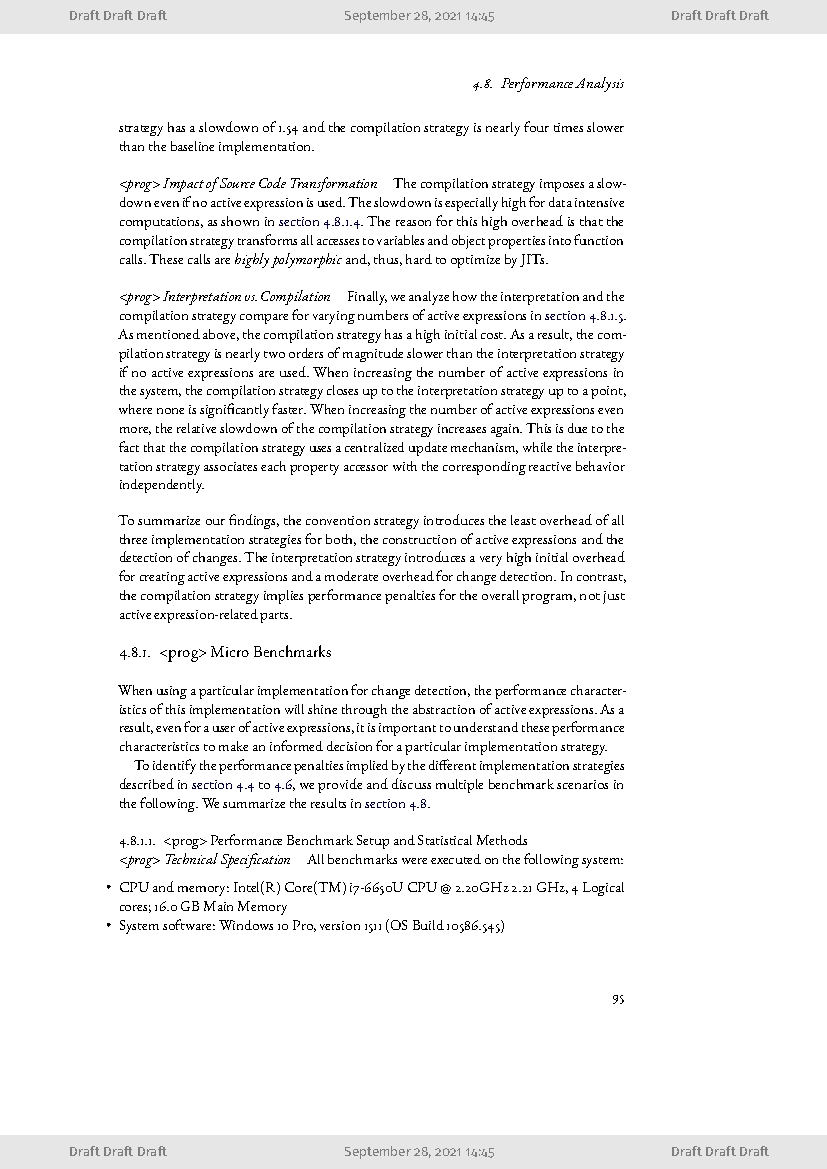 Draft Draft Draft September 28, 2021 14:45 Draft Draft Draft
4.8. Performance Analysis
strategy has a slowdown of 1.54 and the compilation strategy is nearly four times slower
than the baseline implementation.
<prog> Impact of Source Code Transformation The compilation strategy imposes a slow-
down even if no active expression is used. The slowdown is especially high for data intensive
computations, as shown in section 4.8.1.4. The reason for this high overhead is that the
compilation strategy transforms all accesses to variables and object properties into function
calls. These calls are highly polymorphic and, thus, hard to optimize by JITs.
<prog> Interpretation vs. Compilation Finally, we analyze how the interpretation and the
compilation strategy compare for varying numbers of active expressions in section 4.8.1.5.
As mentioned above, the compilation strategy has a high initial cost. As a result, the com-
pilation strategy is nearly two orders of magnitude slower than the interpretation strategy
if no active expressions are used. When increasing the number of active expressions in
the system, the compilation strategy closes up to the interpretation strategy up to a point,
where none is significantly faster. When increasing the number of active expressions even
more, the relative slowdown of the compilation strategy increases again. This is due to the
fact that the compilation strategy uses a centralized update mechanism, while the interpre-
tation strategy associates each property accessor with the corresponding reactive behavior
independently.
To summarize our findings, the convention strategy introduces the least overhead of all
three implementation strategies for both, the construction of active expressions and the
detection of changes. The interpretation strategy introduces a very high initial overhead
for creating active expressions and a moderate overhead for change detection. In contrast,
the compilation strategy implies performance penalties for the overall program, not just
active expression-related parts.
4.8.1. <prog> Micro Benchmarks
When using a particular implementation for change detection, the performance character-
istics of this implementation will shine through the abstraction of active expressions. As a
result, even for a user of active expressions, it is important to understand these performance
characteristics to make an informed decision for a particular implementation strategy.
To identify the performance penalties implied by the different implementation strategies
described in section 4.4 to 4.6, we provide and discuss multiple benchmark scenarios in
the following. We summarize the results in section 4.8.
4.8.1.1. <prog> Performance Benchmark Setup and Statistical Methods
<prog> Technical Specification All benchmarks were executed on the following system:
• CPU and memory: Intel(R) Core(TM) i7-6650U CPU @ 2.20GHz 2.21 GHz, 4 Logical
cores; 16.0 GB Main Memory
• System software: Windows 10 Pro, version 1511 (OS Build 10586.545)
95
Draft Draft Draft September 28, 2021 14:45 Draft Draft Draft